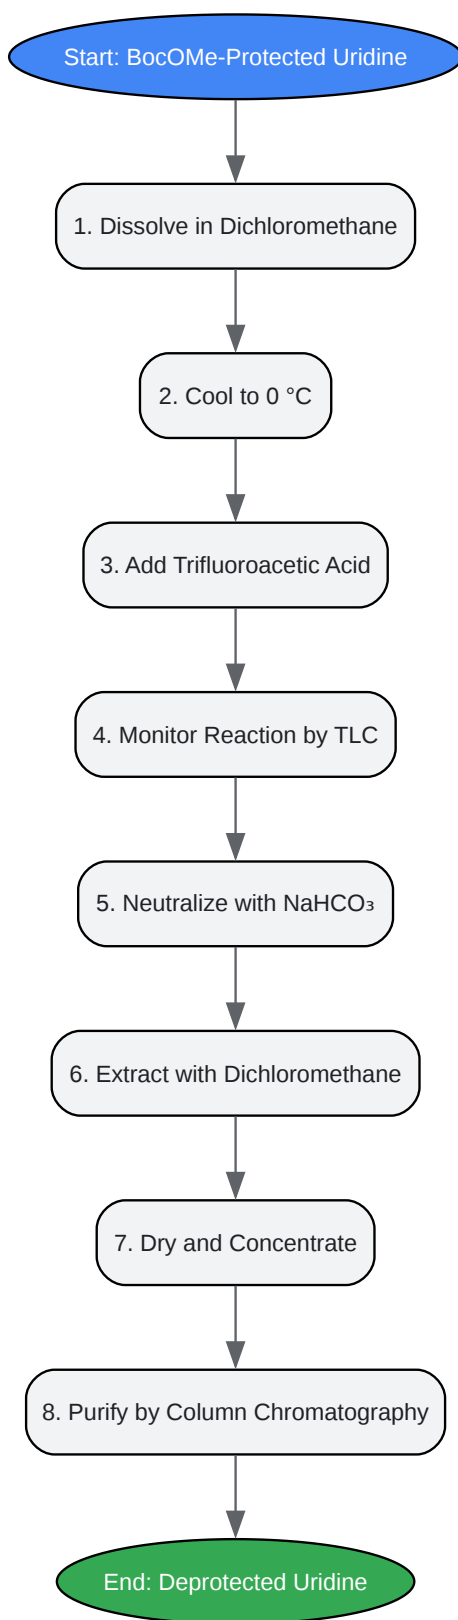 Start: BocOMe-Protected Uridine
1. Dissolve in Dichloromethane
2. Cool to 0 °C
3. Add Trifluoroacetic Acid
4. Monitor Reaction by TLC
5. Neutralize with NaHCO₃
6. Extract with Dichloromethane
7. Dry and Concentrate
8. Purify by Column Chromatography
End: Deprotected Uridine